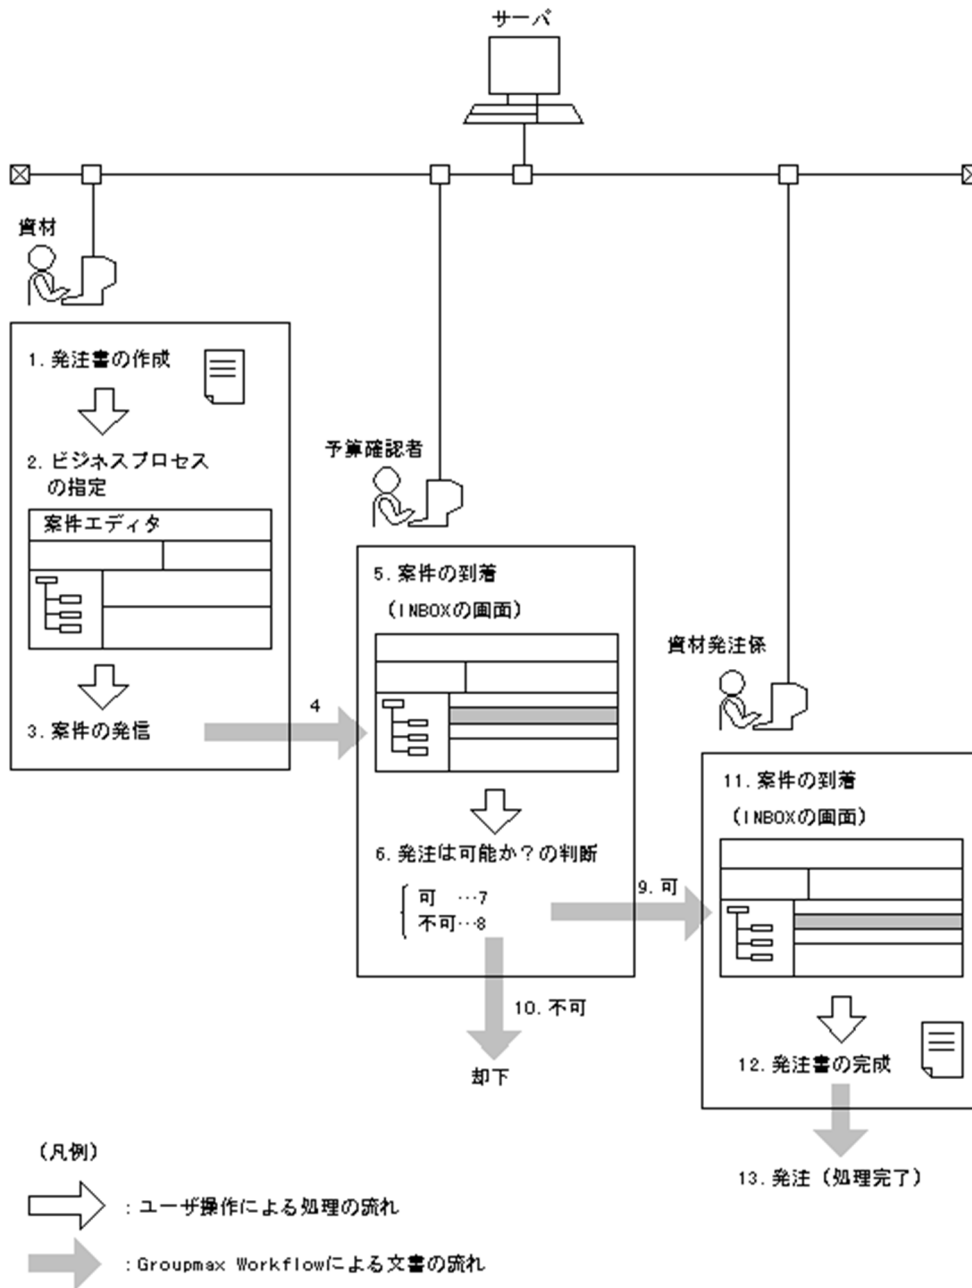 サーバ
資材
1. 発注書の作成
2. ビジネスプロセス
の指定
案件エディタ
3. 案件の発信
4
予算確認者
5. 案件の到着
（INBOXの画面）
6. 発注は可能か？の判断
可 …7
不可…8
9. 可
10. 不可
却下
資材発注係
11. 案件の到着
（INBOXの画面）
12. 発注書の完成
13. 発注（処理完了）
（凡例）
：ユーザ操作による処理の流れ
：Groupmax Workflowによる文書の流れ